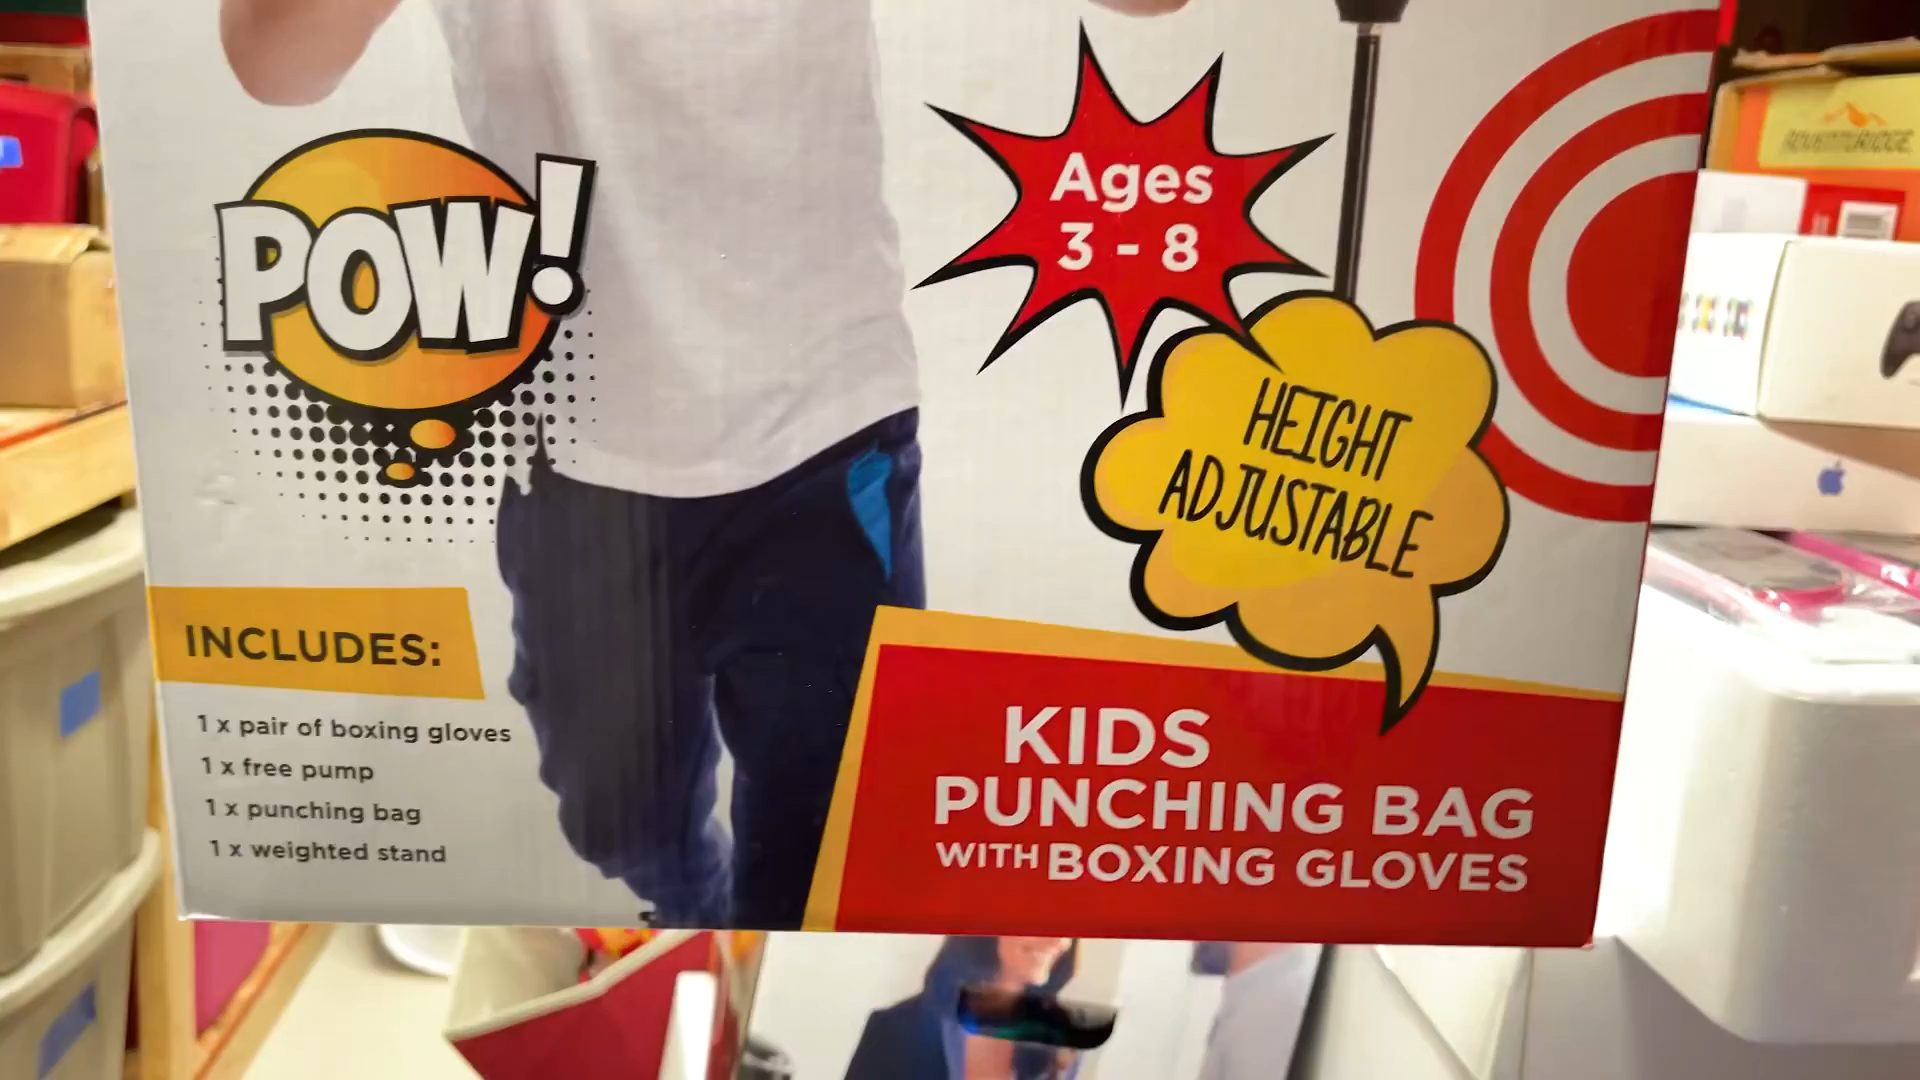 POW!
Ages
3 - 8
HEIGHT
ADJUSTABLE
INCLUDES:
1 x pair of boxing gloves
1 x free pump
1 x punching bag
1 x weighted stand
KIDS
PUNCHING BAG
WITH BOXING GLOVES